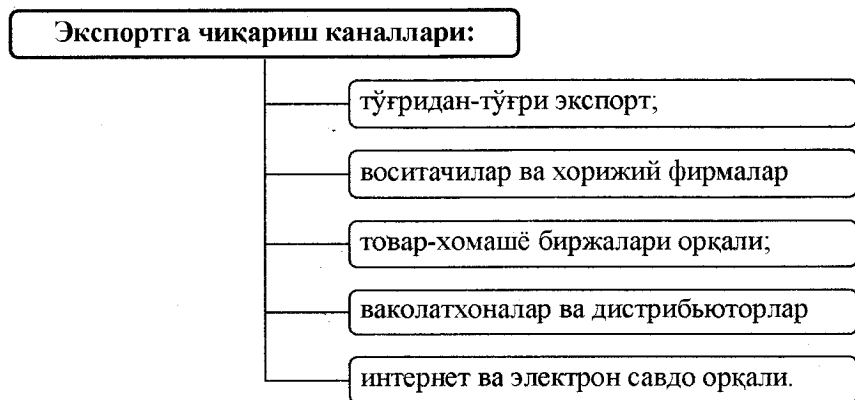 Экспортга чиқариш каналлари:
тўғридан-тўғри экспорт;
воситачилар ва хорижий фирмалар
товар-хомашё биржалари орқали;
ваколатхоналар ва дистрибьюторлар
интернет ва электрон савдо орқали.